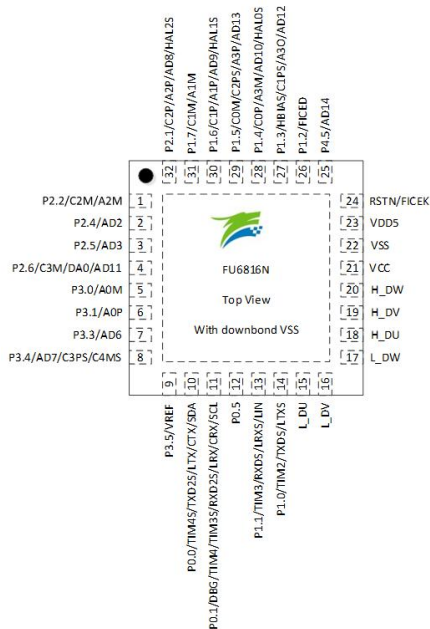 P2.1/C2P/A2P/AD8/HAL2S
P1.7/C1M/A1M
P1.6/C1P/A1P/AD9/HAL1S
P1.5/C0M/C2PS/A3P/AD13
P1.4/C0P/A3M/AD10/HAL0S
P1.3/HBIAS/C1PS/A3O/AD12
P1.2/FICED
P4.5/AD14
32 31 30 29 28 27 26 25
P2.2/C2M/A2M 1
P2.4/AD2 2
P2.5/AD3 3
P2.6/C3M/DA0/AD11 4
P3.0/A0M 5
P3.1/A0P 6
P3.3/AD6 7
P3.4/AD7/C3PS/C4MS 8
FU6816N
Top View
With downbond VSS
24 RSTN/FICEK
23 VDD5
22 VSS
21 VCC
20 H_DW
19 H_DV
18 H_DU
17 L_DW
9 10 11 12 13 14 15 16
P3.5/VREF
P0.0/TIM4S/TXD2S/LTX/CTX/SDA
P0.1/DBG/TIM4/TIM3S/RXD2S/LRX/CRX/SCL
P0.5
P1.1/TIM3/RXDS/LRXS/LIN
P1.0/TIM2/TXDS/LTXS
L_DU
L_DV